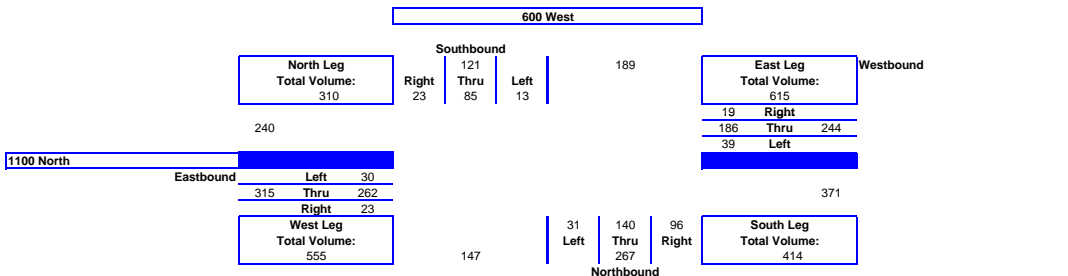 600 West
Southbound
North Leg 121 189 East Leg Westbound
Total Volume: Right Thru Left Total Volume:
310 23 85 13 615
19 Right
240 186 Thru 244
39 Left
1100 North
Eastbound Left 30
315 Thru 262 371
Right 23
West Leg 31 140 96 South Leg
Total Volume: Left Thru Right Total Volume:
555 147 267 414
Northbound